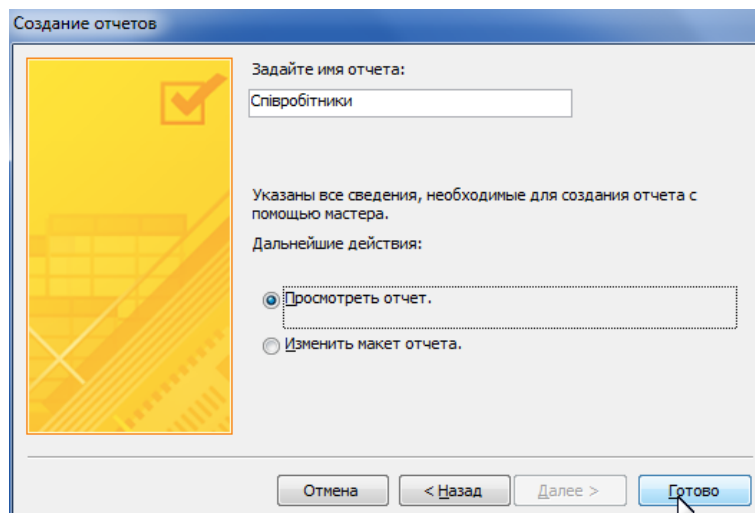 Создание отчетов
Задайте имя отчета:
Співробітники
Указаны все сведения, необходимые для создания отчета с
помощью мастера.
Дальнейшие действия:
Просмотреть отчет.
Изменить макет отчета.
Отмена
< Назад
Далее >
Готово